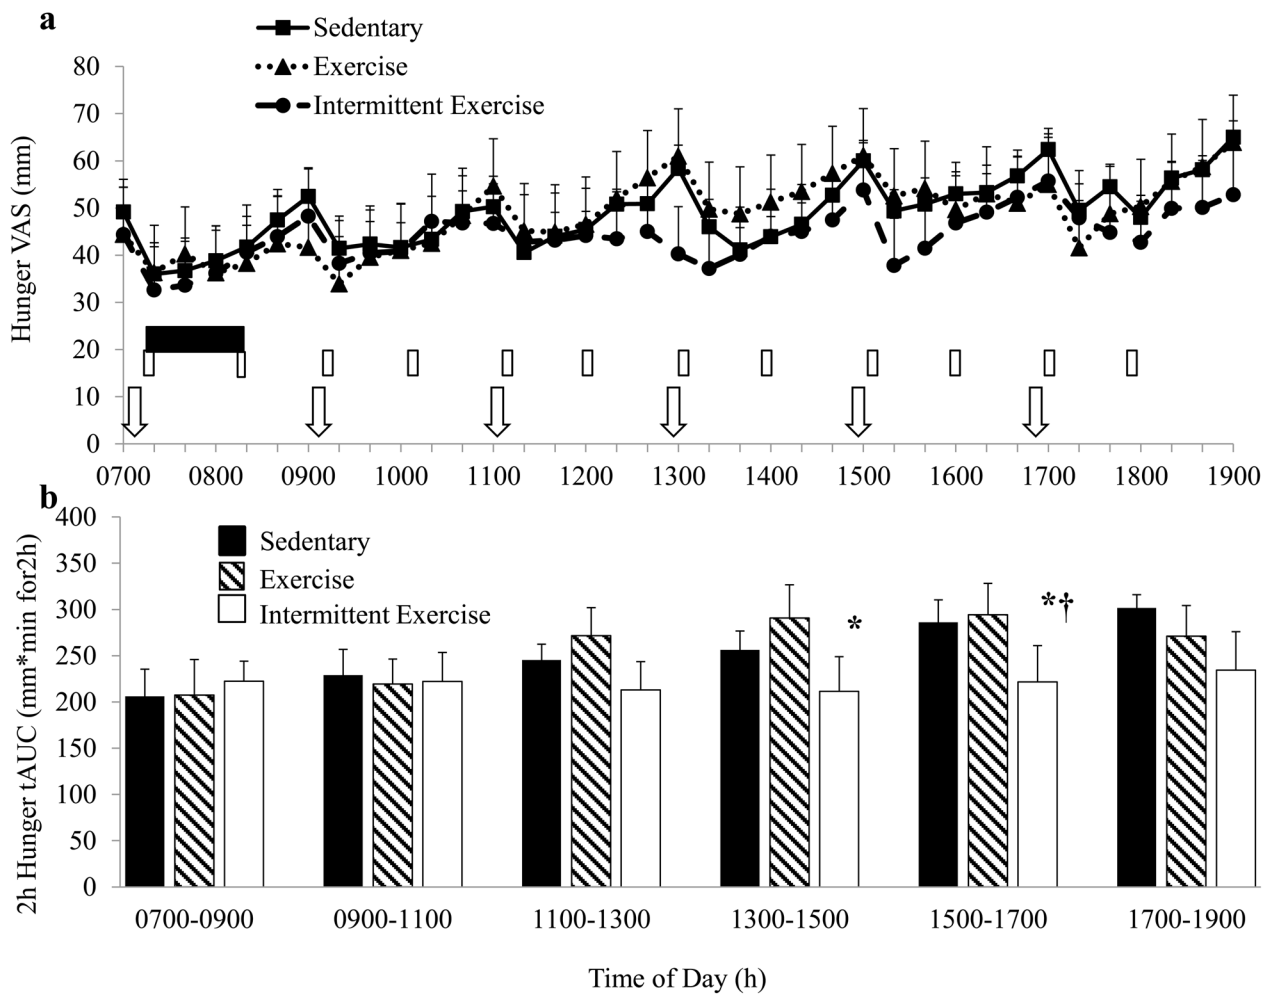 a
Sedentary
Exercise
Intermittent Exercise
Hunger VAS (mm)
80
70
60
50
40
30
20
10
0
0700 0800 0900 1000 1100 1200 1300 1400 1500 1600 1700 1800 1900
b
Sedentary
Exercise
Intermittent Exercise
2h Hunger tAUC (mm*min for2h)
400
350
300
250
200
150
100
50
0
*
*†
0700-0900 0900-1100 1100-1300 1300-1500 1500-1700 1700-1900
Time of Day (h)